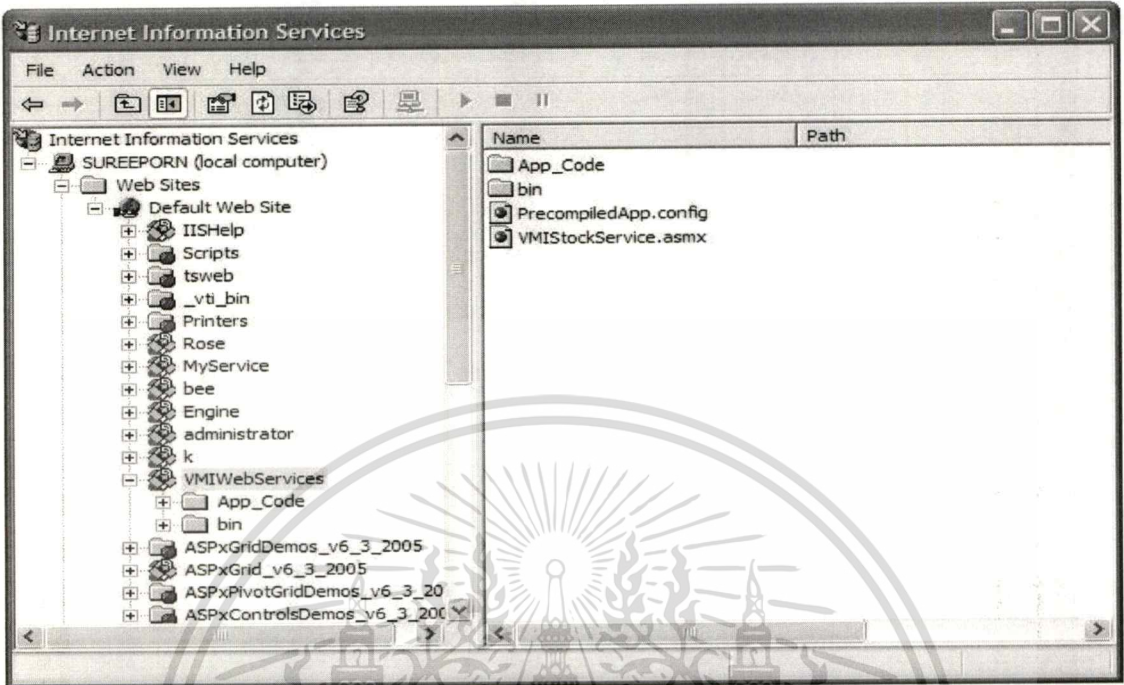 Internet Information Services
File Action View Help
Internet Information Services
SUREEPORN (local computer)
Web Sites
Default Web Site
IISHelp
Scripts
tsweb
_vti_bin
Printers
Rose
MyService
bee
Engine
administrator
k
VMIWebServices
App_Code
bin
ASPxGridDemos_v6_3_2005
ASPxGrid_v6_3_2005
ASPxPivotGridDemos_v6_3_20
ASPxControlsDemos_v6_3_200
Name Path
App_Code
bin
PrecompiledApp.config
VMIStockService.asmx